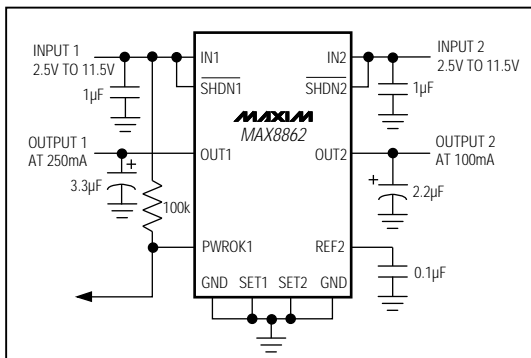 INPUT 1
2.5V TO 11.5V
1µF
OUTPUT 1
AT 250mA
3.3µF
+
100k
IN1
SHDN1
MAXIM
MAX8862
OUT1
PWROK1
GND SET1 SET2 GND
IN2
SHDN2
OUT2
REF2
INPUT 2
2.5V TO 11.5V
1µF
OUTPUT 2
AT 100mA
+
2.2µF
0.1µF